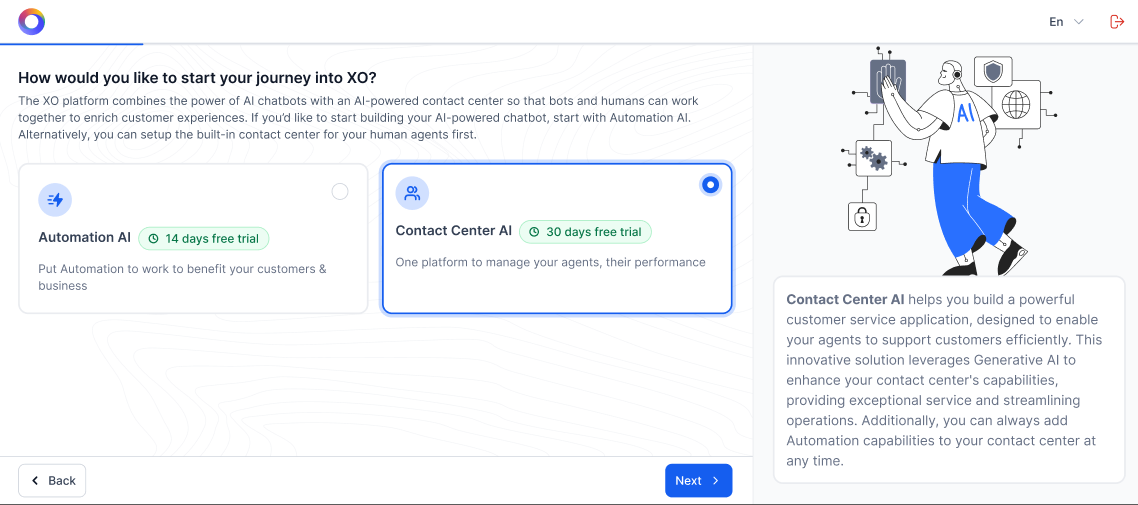 En
How would you like to start your journey into XO?
The XO platform combines the power of AI chatbots with an AI-powered contact center so that bots and humans can work
together to enrich customer experiences. If you'd like to start building your AI-powered chatbot, start with Automation AI.
Alternatively, you can setup the built-in contact center for your human agents first.
Automation AI 14 days free trial
Put Automation to work to benefit your customers &
business
Contact Center AI 30 days free trial
One platform to manage your agents, their performance
Back
Next
AI
Contact Center AI helps you build a powerful
customer service application, designed to enable
your agents to support customers efficiently. This
innovative solution leverages Generative AI to
enhance your contact center's capabilities,
providing exceptional service and streamlining
operations. Additionally, you can always add
Automation capabilities to your contact center at
any time.